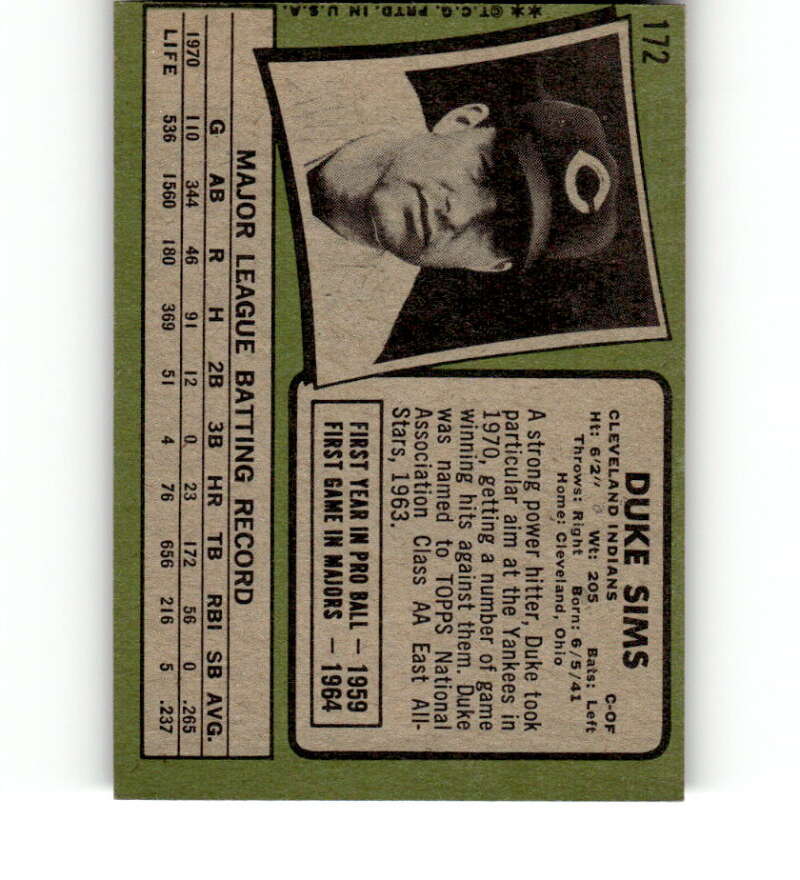 172
**©T.C.G. PRTD. IN U.S.A.
C
DUKE SIMS
CLEVELAND INDIANS C-OF
Ht: 6'2" Wt: 205 Bats: Left
Throws: Right Born: 6/5/41
Home: Cleveland, Ohio
A strong power hitter, Duke took
particular aim at the Yankees in
1970, getting a number of game
winning hits against them. Duke
was named to TOPPS National
Association Class AA East All-
Stars, 1963.
FIRST YEAR IN PRO BALL — 1959
FIRST GAME IN MAJORS — 1964
MAJOR LEAGUE BATTING RECORD
G AB R H 2B 3B HR TB RBI SB AVG.
1970 110 344 46 91 12 0 23 172 56 0 .265
LIFE 536 1560 180 369 51 4 76 656 216 5 .237